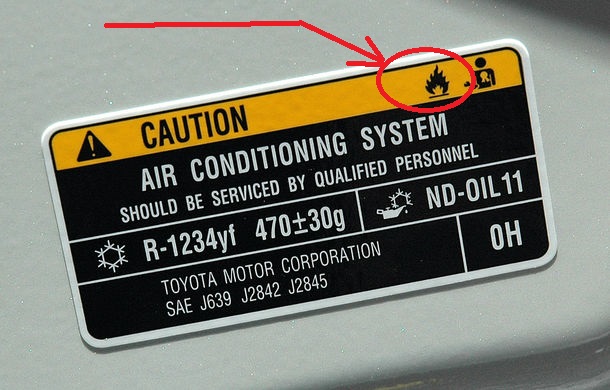 CAUTION
AIR CONDITIONING SYSTEM
SHOULD BE SERVICED BY QUALIFIED PERSONNEL
R-1234yf 470±30g ND-OIL11
TOYOTA MOTOR CORPORATION
SAE J639 J2842 J2845
0H